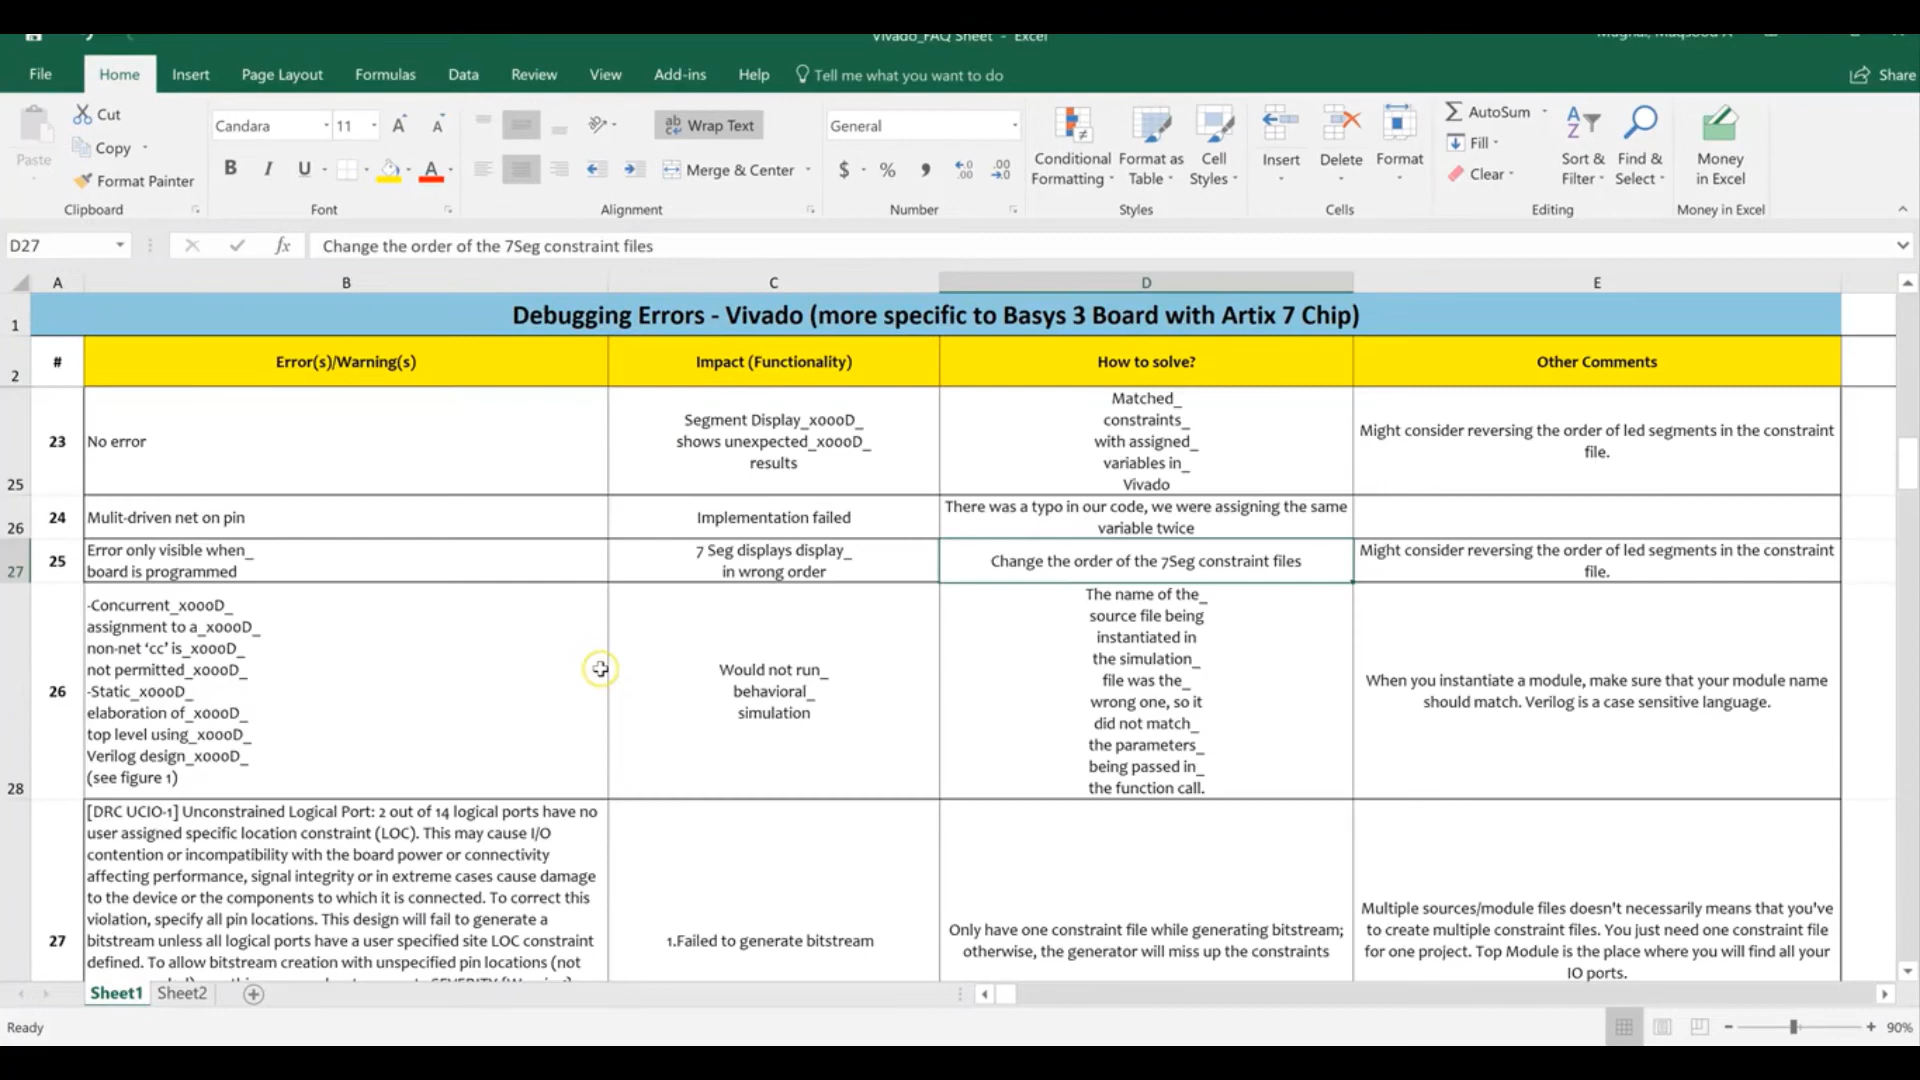 Vivado_FAQ Sheet - Excel
File Home Insert Page Layout Formulas Data Review View Add-ins Help Tell me what you want to do Share
Paste
Cut
Copy
Format Painter
Clipboard
Candara 11
B I U
Font
Wrap Text
Merge & Center
Alignment
General
$ % ,
Number
Conditional Formatting
Format as Table
Cell Styles
Styles
Insert
Delete
Format
Cells
AutoSum
Fill
Clear
Sort & Filter
Find & Select
Editing
Money in Excel
Money in Excel
D27 fx Change the order of the 7Seg constraint files
A B C D E
1 Debugging Errors - Vivado (more specific to Basys 3 Board with Artix 7 Chip)
2 # Error(s)/Warning(s) Impact (Functionality) How to solve? Other Comments
25
23
No error
Segment Display_x000D_
shows unexpected_x000D_
results
Matched_
constraints_
with assigned_
variables in_
Vivado
Might consider reversing the order of led segments in the constraint
file.
26
24
Mulit-driven net on pin
Implementation failed
There was a typo in our code, we were assigning the same
variable twice
27
25
Error only visible when_
board is programmed
7 Seg displays display_
in wrong order
Change the order of the 7Seg constraint files
Might consider reversing the order of led segments in the constraint
file.
28
26
-Concurrent_x000D_
assignment to a_x000D_
non-net ‘cc’ is_x000D_
not permitted_x000D_
-Static_x000D_
elaboration of_x000D_
top level using_x000D_
Verilog design_x000D_
(see figure 1)
Would not run_
behavioral_
simulation
The name of the_
source file being
instantiated in
the simulation_
file was the_
wrong one, so it
did not match_
the parameters_
being passed in_
the function call.
When you instantiate a module, make sure that your module name
should match. Verilog is a case sensitive language.
27
[DRC UCIO-1] Unconstrained Logical Port: 2 out of 14 logical ports have no
user assigned specific location constraint (LOC). This may cause I/O
contention or incompatibility with the board power or connectivity
affecting performance, signal integrity or in extreme cases cause damage
to the device or the components to which it is connected. To correct this
violation, specify all pin locations. This design will fail to generate a
bitstream unless all logical ports have a user specified site LOC constraint
defined. To allow bitstream creation with unspecified pin locations (not
1.Failed to generate bitstream
Only have one constraint file while generating bitstream;
otherwise, the generator will miss up the constraints
Multiple sources/module files doesn't necessarily means that you've
to create multiple constraint files. You just need one constraint file
for one project. Top Module is the place where you will find all your
IO ports.
Sheet1 Sheet2
Ready
90%